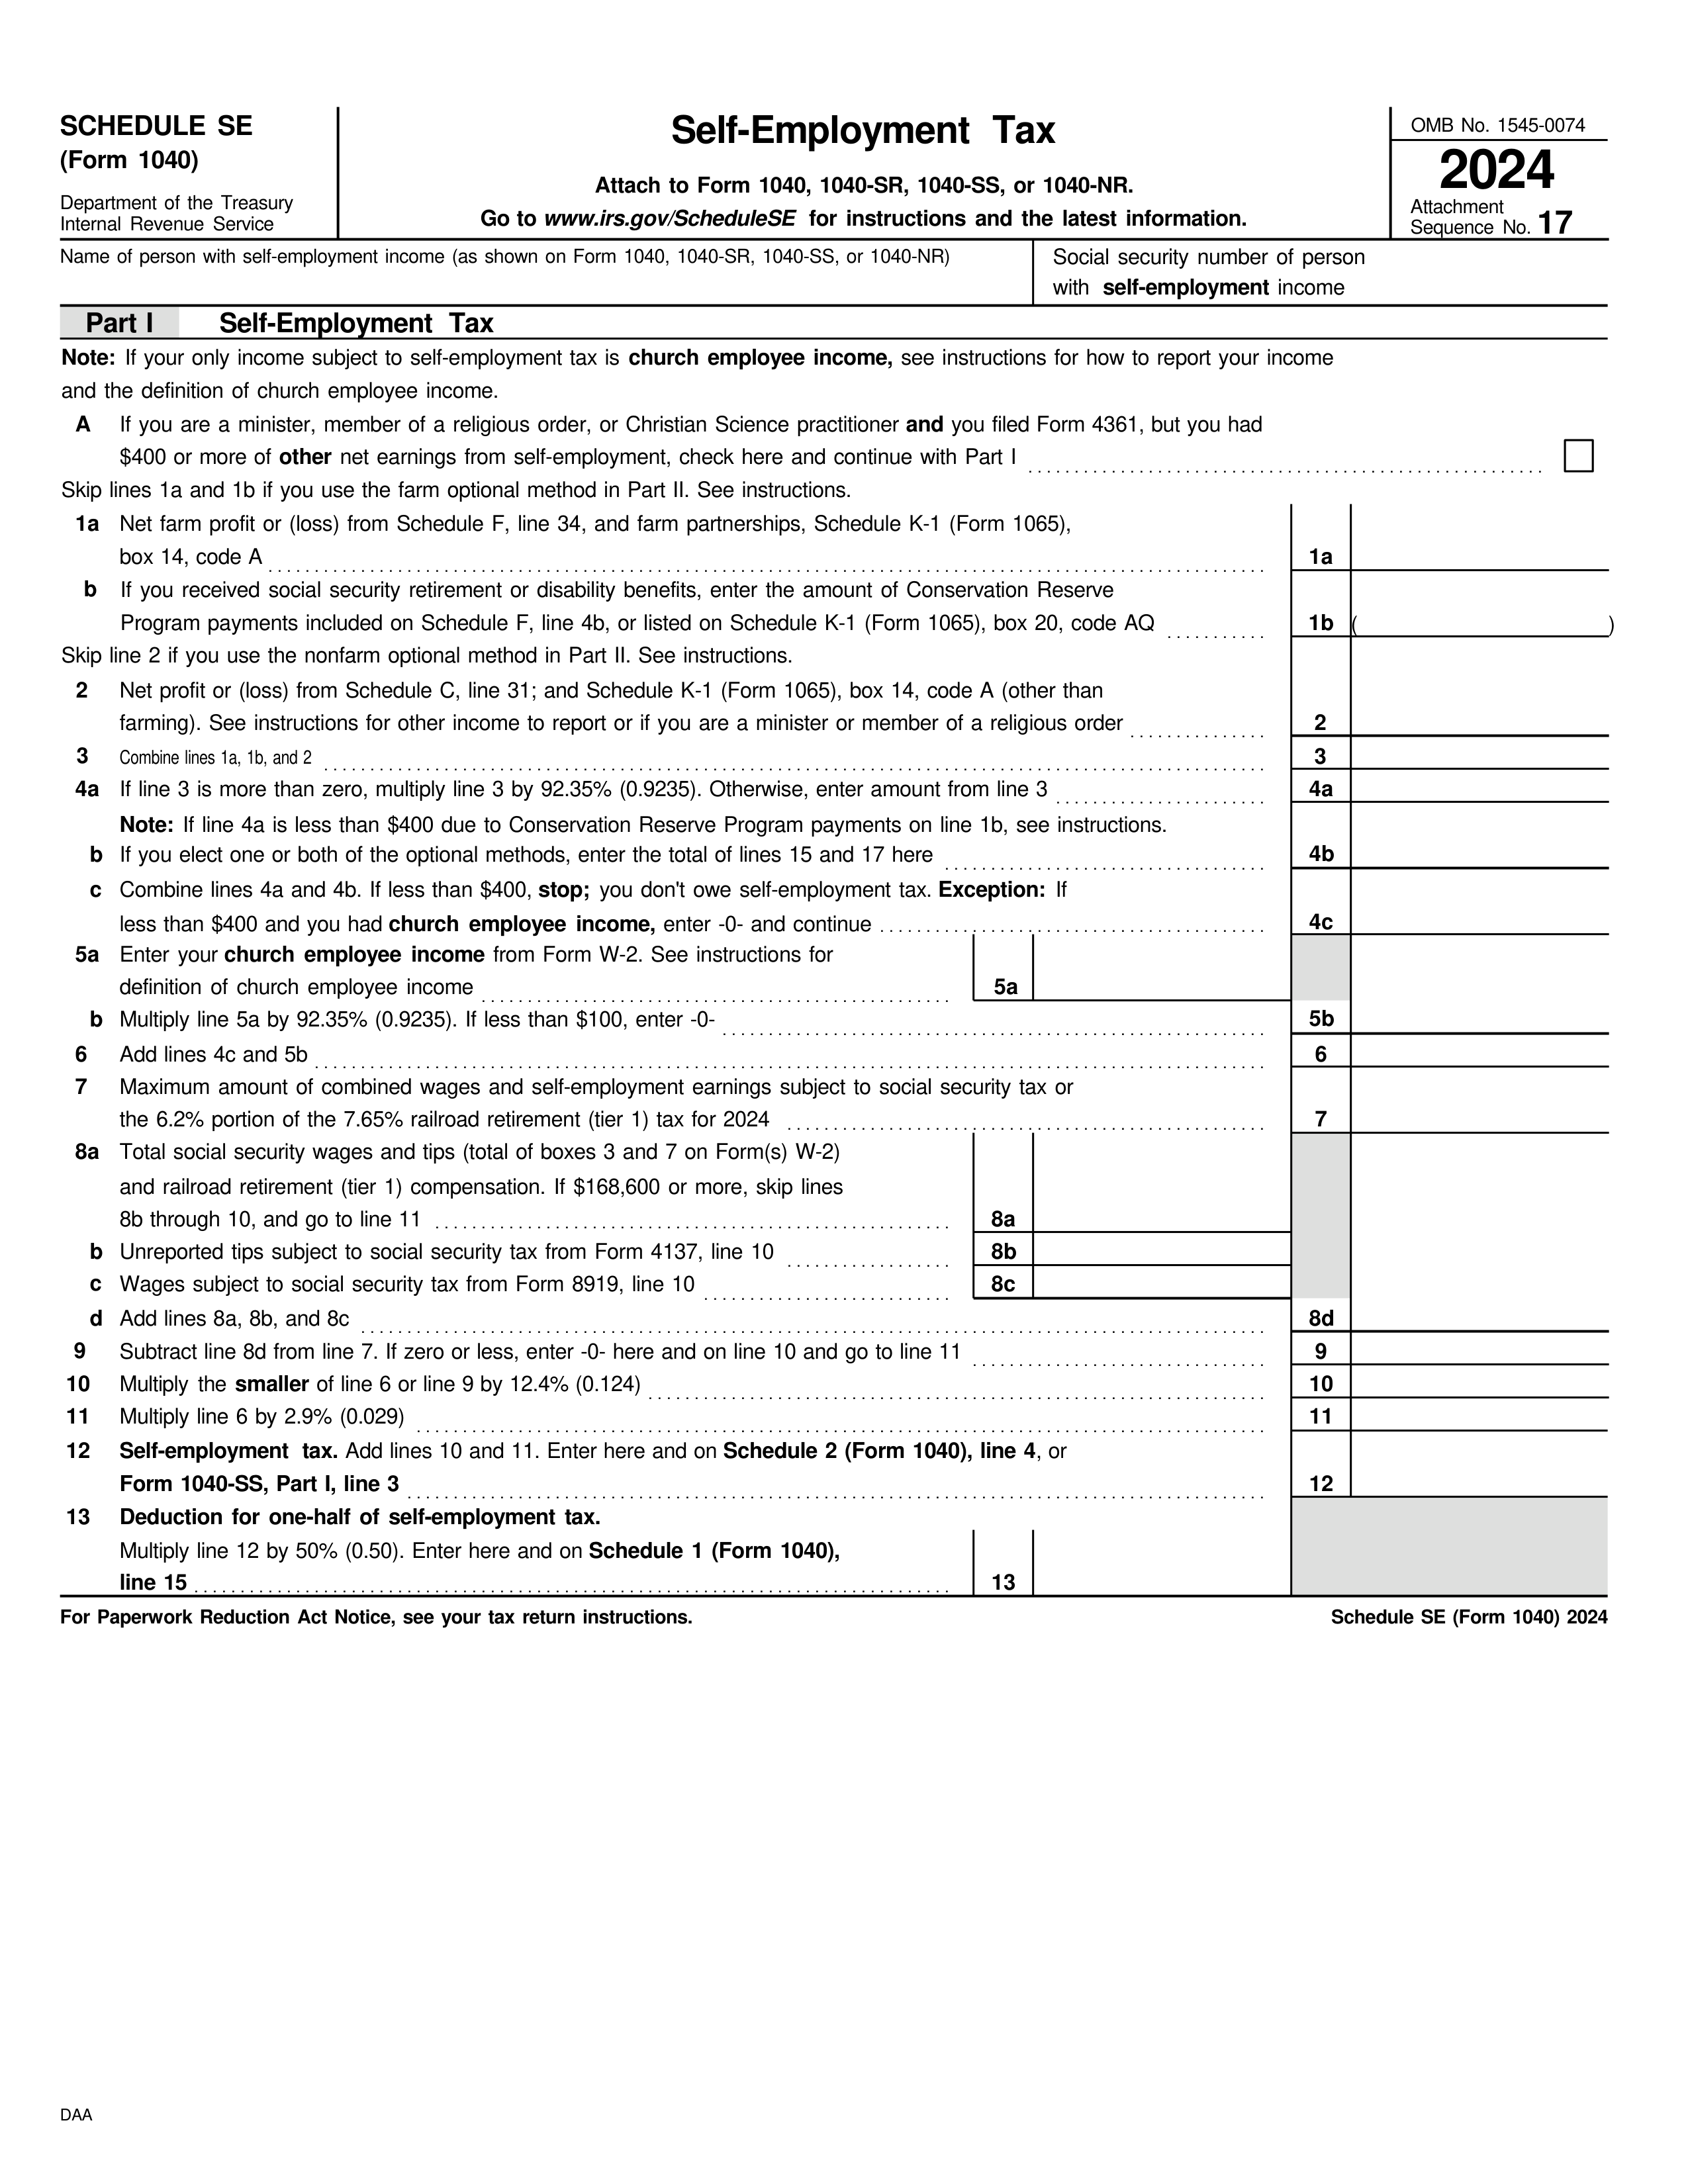 SCHEDULE SE
(Form 1040)
Department of the Treasury
Internal Revenue Service
Self-Employment Tax
Attach to Form 1040, 1040-SR, 1040-SS, or 1040-NR.
Go to www.irs.gov/ScheduleSE for instructions and the latest information.
OMB No. 1545-0074
2024
Attachment
Sequence No. 17
Name of person with self-employment income (as shown on Form 1040, 1040-SR, 1040-SS, or 1040-NR)
Social security number of person
with self-employment income
Part I Self-Employment Tax
Note: If your only income subject to self-employment tax is church employee income, see instructions for how to report your income
and the definition of church employee income.
A If you are a minister, member of a religious order, or Christian Science practitioner and you filed Form 4361, but you had
$400 or more of other net earnings from self-employment, check here and continue with Part I
Skip lines 1a and 1b if you use the farm optional method in Part II. See instructions.
1a Net farm profit or (loss) from Schedule F, line 34, and farm partnerships, Schedule K-1 (Form 1065),
box 14, code A 1a
b If you received social security retirement or disability benefits, enter the amount of Conservation Reserve
Program payments included on Schedule F, line 4b, or listed on Schedule K-1 (Form 1065), box 20, code AQ 1b ( )
Skip line 2 if you use the nonfarm optional method in Part II. See instructions.
2 Net profit or (loss) from Schedule C, line 31; and Schedule K-1 (Form 1065), box 14, code A (other than
farming). See instructions for other income to report or if you are a minister or member of a religious order 2
3 Combine lines 1a, 1b, and 2 3
4a If line 3 is more than zero, multiply line 3 by 92.35% (0.9235). Otherwise, enter amount from line 3 4a
Note: If line 4a is less than $400 due to Conservation Reserve Program payments on line 1b, see instructions.
b If you elect one or both of the optional methods, enter the total of lines 15 and 17 here 4b
c Combine lines 4a and 4b. If less than $400, stop; you don't owe self-employment tax. Exception: If
less than $400 and you had church employee income, enter -0- and continue 4c
5a Enter your church employee income from Form W-2. See instructions for
definition of church employee income 5a
b Multiply line 5a by 92.35% (0.9235). If less than $100, enter -0- 5b
6 Add lines 4c and 5b 6
7 Maximum amount of combined wages and self-employment earnings subject to social security tax or
the 6.2% portion of the 7.65% railroad retirement (tier 1) tax for 2024 7
8a Total social security wages and tips (total of boxes 3 and 7 on Form(s) W-2)
and railroad retirement (tier 1) compensation. If $168,600 or more, skip lines
8b through 10, and go to line 11 8a
b Unreported tips subject to social security tax from Form 4137, line 10 8b
c Wages subject to social security tax from Form 8919, line 10 8c
d Add lines 8a, 8b, and 8c 8d
9 Subtract line 8d from line 7. If zero or less, enter -0- here and on line 10 and go to line 11 9
10 Multiply the smaller of line 6 or line 9 by 12.4% (0.124) 10
11 Multiply line 6 by 2.9% (0.029) 11
12 Self-employment tax. Add lines 10 and 11. Enter here and on Schedule 2 (Form 1040), line 4, or
Form 1040-SS, Part I, line 3 12
13 Deduction for one-half of self-employment tax.
Multiply line 12 by 50% (0.50). Enter here and on Schedule 1 (Form 1040),
line 15 13
For Paperwork Reduction Act Notice, see your tax return instructions.
Schedule SE (Form 1040) 2024
DAA